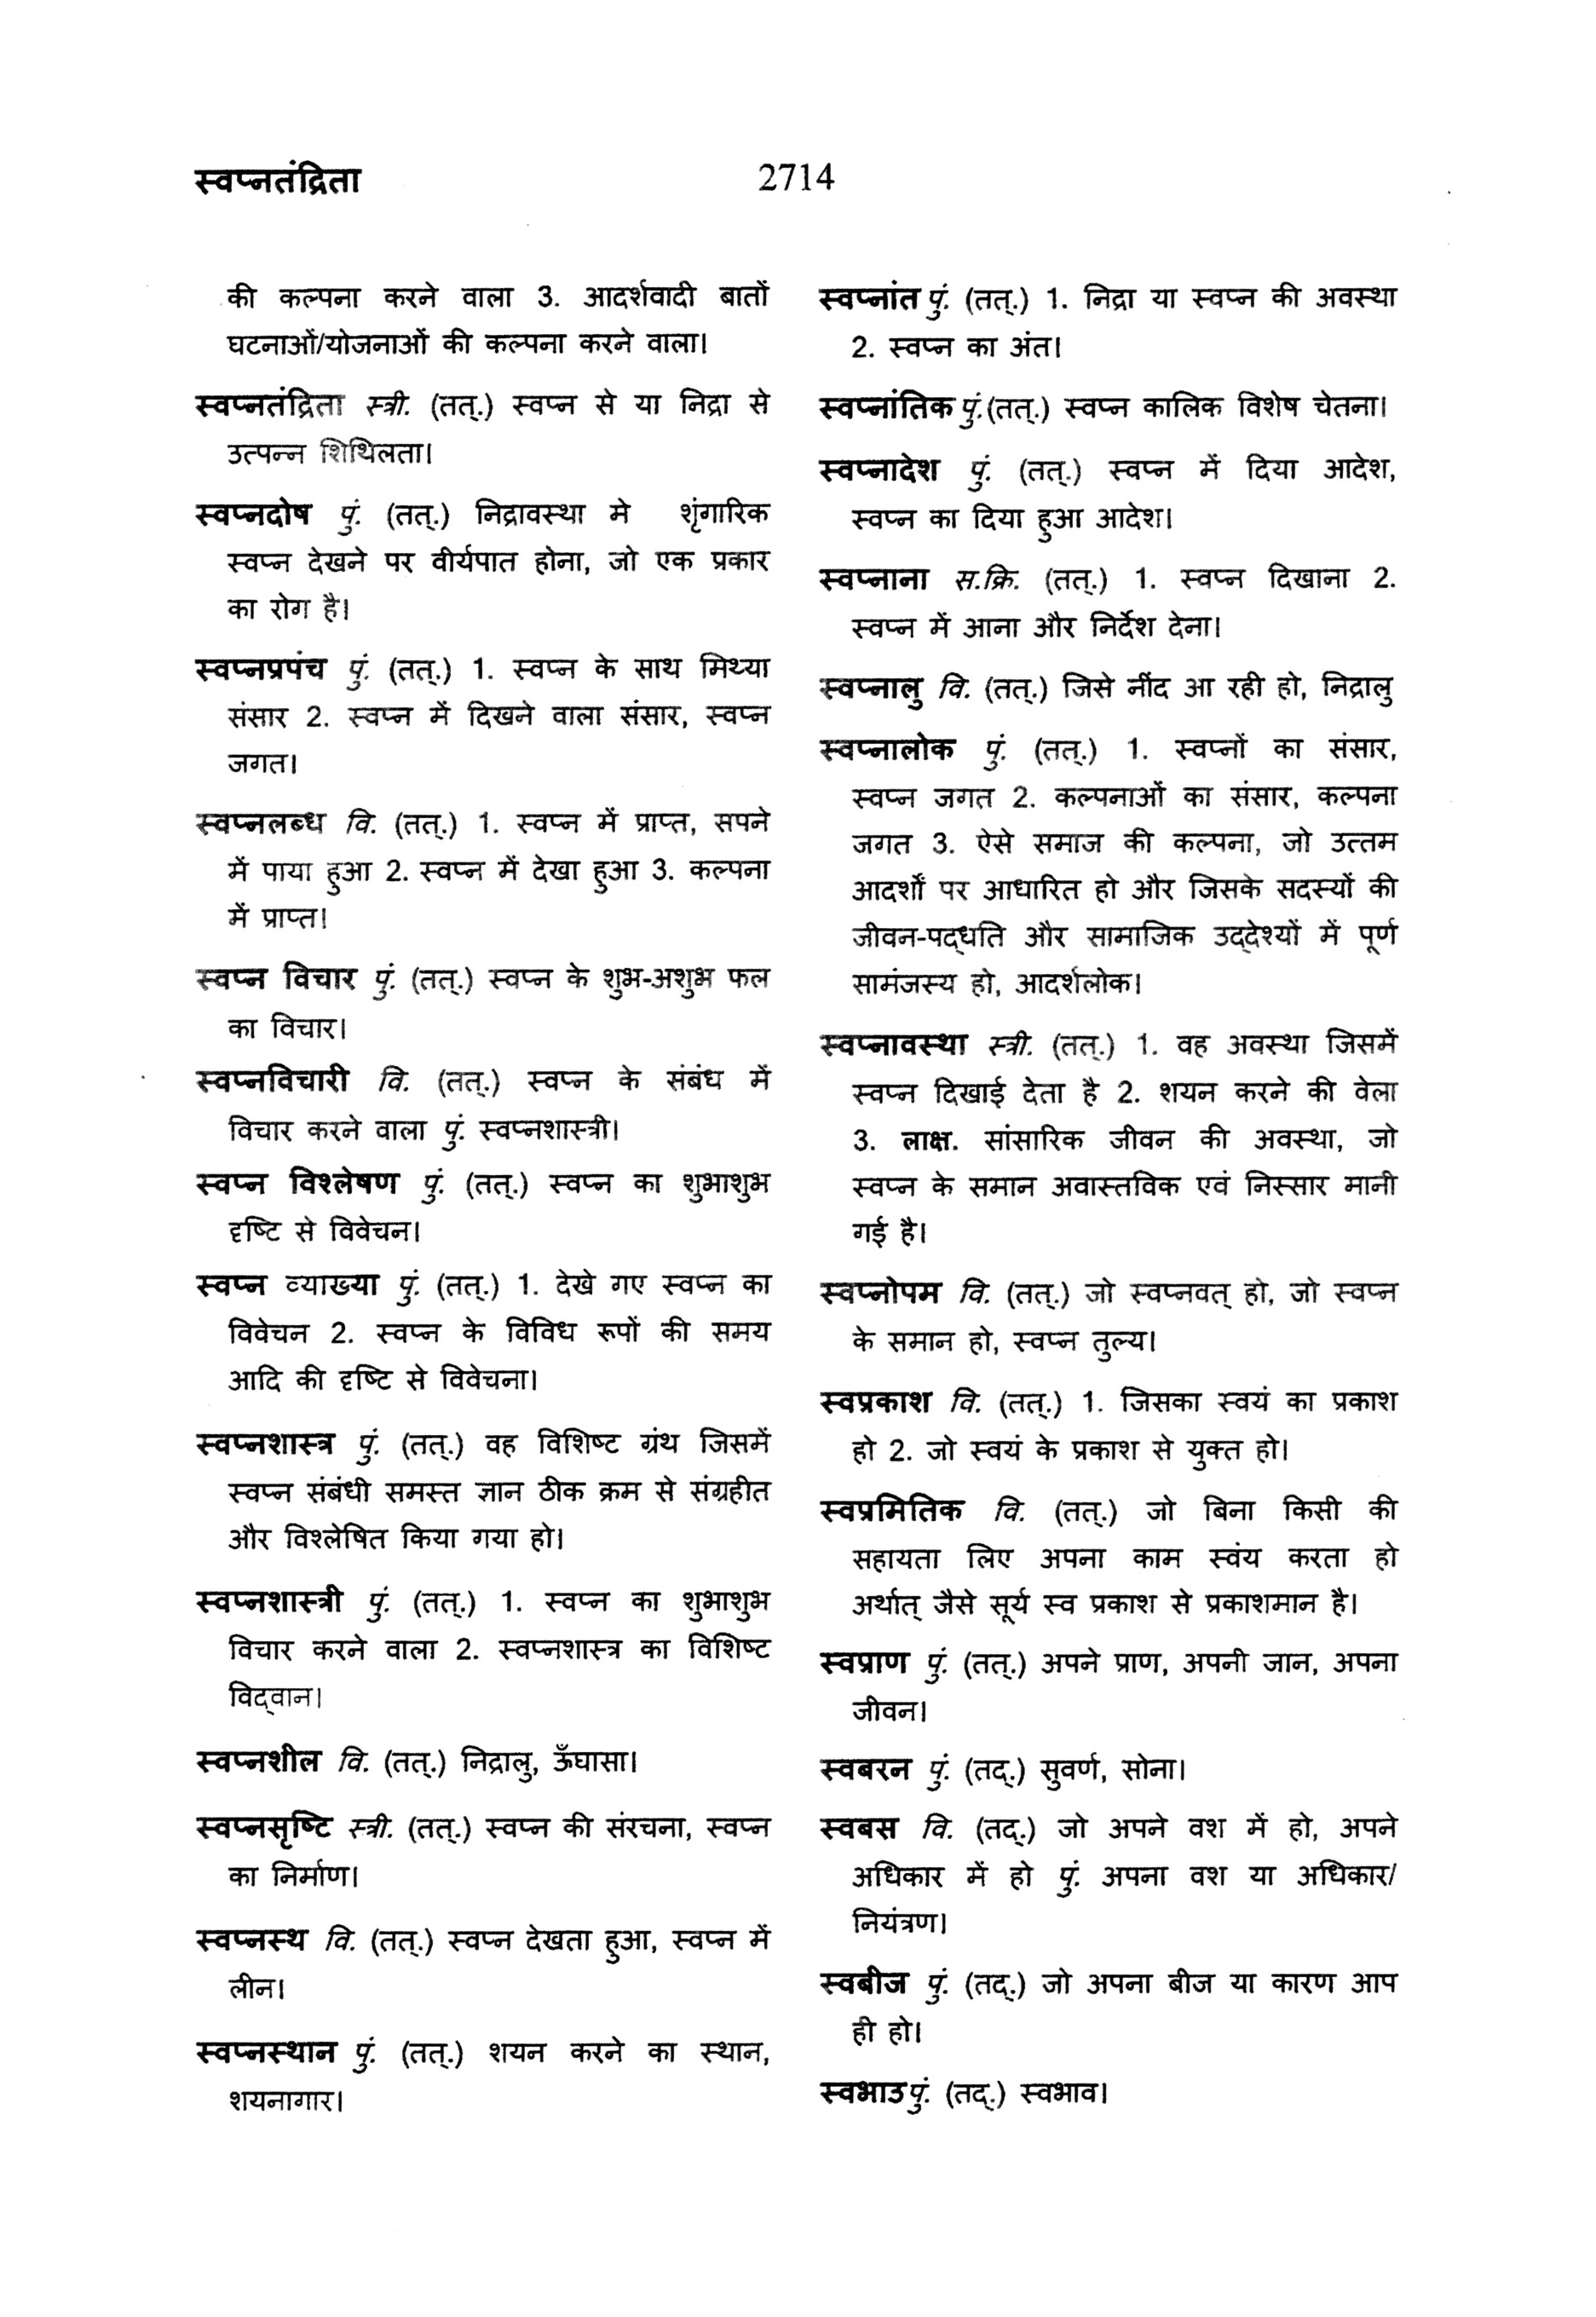 स्वप्नतंद्रिता
2714
की कल्पना करने वाला 3. आदर्शवादी बातों
घटनाओं/योजनाओं की कल्पना करने वाला।
स्वप्नतंद्रिता स्त्री. (तत्.) स्वप्न से या निद्रा से
उत्पन्न शिथिलता।
स्वप्नदोष पुं. (तत्.) निद्रावस्था मे शृंगारिक
स्वप्न देखने पर वीर्यपात होना, जो एक प्रकार
का रोग है।
स्वप्नप्रपंच पुं. (तत्.) 1. स्वप्न के साथ मिथ्या
संसार 2. स्वप्न में दिखने वाला संसार, स्वप्न
जगत।
स्वप्नलब्ध वि. (तत्.) 1. स्वप्न में प्राप्त, सपने
में पाया हुआ 2. स्वप्न में देखा हुआ 3. कल्पना
में प्राप्त।
स्वप्न विचार पुं. (तत्.) स्वप्न के शुभ-अशुभ फल
का विचार।
स्वप्नविचारी वि. (तत्.) स्वप्न के संबंध में
विचार करने वाला पुं. स्वप्नशास्त्री।
स्वप्न विश्लेषण पुं. (तत्.) स्वप्न का शुभाशुभ
दृष्टि से विवेचन।
स्वप्न व्याख्या पुं. (तत्.) 1. देखे गए स्वप्न का
विवेचन 2. स्वप्न के विविध रूपों की समय
आदि की दृष्टि से विवेचना।
स्वप्नशास्त्र पुं. (तत्.) वह विशिष्ट ग्रंथ जिसमें
स्वप्न संबंधी समस्त ज्ञान ठीक क्रम से संग्रहीत
और विश्लेषित किया गया हो।
स्वप्नशास्त्री पुं. (तत्.) 1. स्वप्न का शुभाशुभ
विचार करने वाला 2. स्वप्नशास्त्र का विशिष्ट
विद्‌वान।
स्वप्नशील वि. (तत्.) निद्रालु, ऊँघासा।
स्वप्नसृष्टि स्त्री. (तत्.) स्वप्न की संरचना, स्वप्न
का निर्माण।
स्वप्नस्थ वि. (तत्.) स्वप्न देखता हुआ, स्वप्न में
लीन।
स्वप्नस्थान पुं. (तत्.) शयन करने का स्थान,
शयनागार।
स्वप्नांत पुं. (तत्.) 1. निद्रा या स्वप्न की अवस्था
2. स्वप्न का अंत।
स्वप्नांतिक पुं.(तत्.) स्वप्न कालिक विशेष चेतना।
स्वप्नादेश पुं. (तत्.) स्वप्न में दिया आदेश,
स्वप्न का दिया हुआ आदेश।
स्वप्नाना स.क्रि. (तत्.) 1. स्वप्न दिखाना 2.
स्वप्न में आना और निर्देश देना।
स्वप्नालु वि. (तत्.) जिसे नींद आ रही हो, निद्रालु
स्वप्नालोक पुं. (तत्.) 1. स्वप्नों का संसार,
स्वप्न जगत 2. कल्पनाओं का संसार, कल्पना
जगत 3. ऐसे समाज की कल्पना, जो उत्तम
आदर्शों पर आधारित हो और जिसके सदस्यों की
जीवन-पद्‌धति और सामाजिक उद्‌देश्यों में पूर्ण
सामंजस्य हो, आदर्शलोक।
स्वप्नावस्था स्त्री. (तत्.) 1. वह अवस्था जिसमें
स्वप्न दिखाई देता है 2. शयन करने की वेला
3. लाक्ष. सांसारिक जीवन की अवस्था, जो
स्वप्न के समान अवास्तविक एवं निस्सार मानी
गई है।
स्वप्नोपम वि. (तत्.) जो स्वप्नवत् हो, जो स्वप्न
के समान हो, स्वप्न तुल्य।
स्वप्रकाश वि. (तत्.) 1. जिसका स्वयं का प्रकाश
हो 2. जो स्वयं के प्रकाश से युक्त हो।
स्वप्रमितिक वि. (तत्.) जो बिना किसी की
सहायता लिए अपना काम स्वंय करता हो
अर्थात् जैसे सूर्य स्व प्रकाश से प्रकाशमान है।
स्वप्राण पुं. (तत्.) अपने प्राण, अपनी जान, अपना
जीवन।
स्वबरन पुं. (तद्.) सुवर्ण, सोना।
स्वबस वि. (तद्.) जो अपने वश में हो, अपने
अधिकार में हो पुं. अपना वश या अधिकार/
नियंत्रण।
स्वबीज पुं. (तद्.) जो अपना बीज या कारण आप
ही हो।
स्वभाउ पुं. (तद्.) स्वभाव।